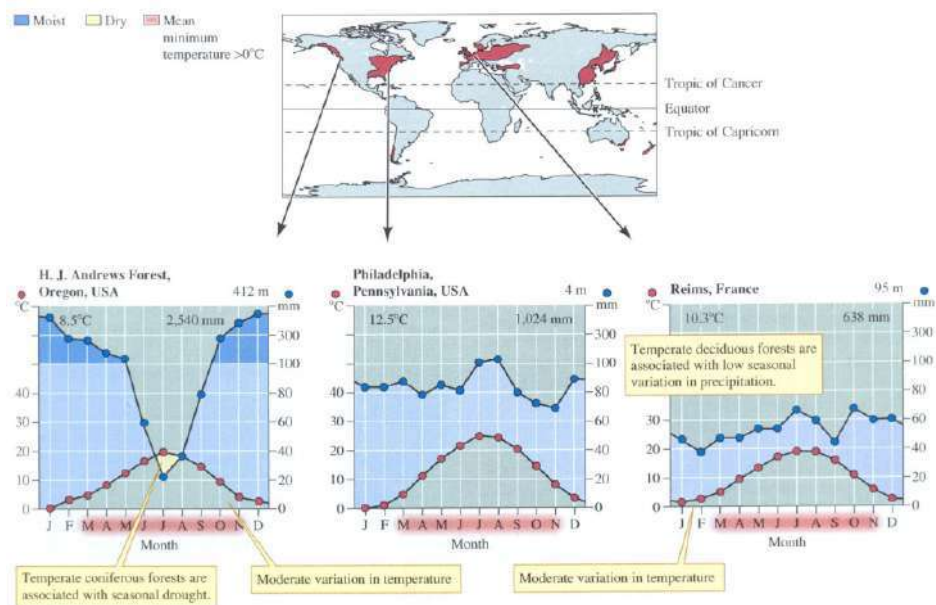 Moist Dry Mean
minimum
temperature >0°C
Tropic of Cancer
Equator
Tropic of Capricorn
H. J. Andrews Forest,
Oregon, USA 412 m
°C mm
8.5°C 2,540 mm
300
100
40 80
30 60
20 40
10 20
0 0
J F M A M J J A S O N D
Month
Temperate coniferous forests are
associated with seasonal drought.
Moderate variation in temperature
Philadelphia,
Pennsylvania, USA 4 m
°C mm
12.5°C 1,024 mm
300
100
40 80
30 60
20 40
10 20
0 0
J F M A M J J A S O N D
Month
Reims, France 95 m
°C mm
10.3°C 638 mm
Temperate deciduous forests are
associated with low seasonal
variation in precipitation.
300
100
80
30 60
20 40
10 20
0 0
J F M A M J J A S O N D
Month
Moderate variation in temperature